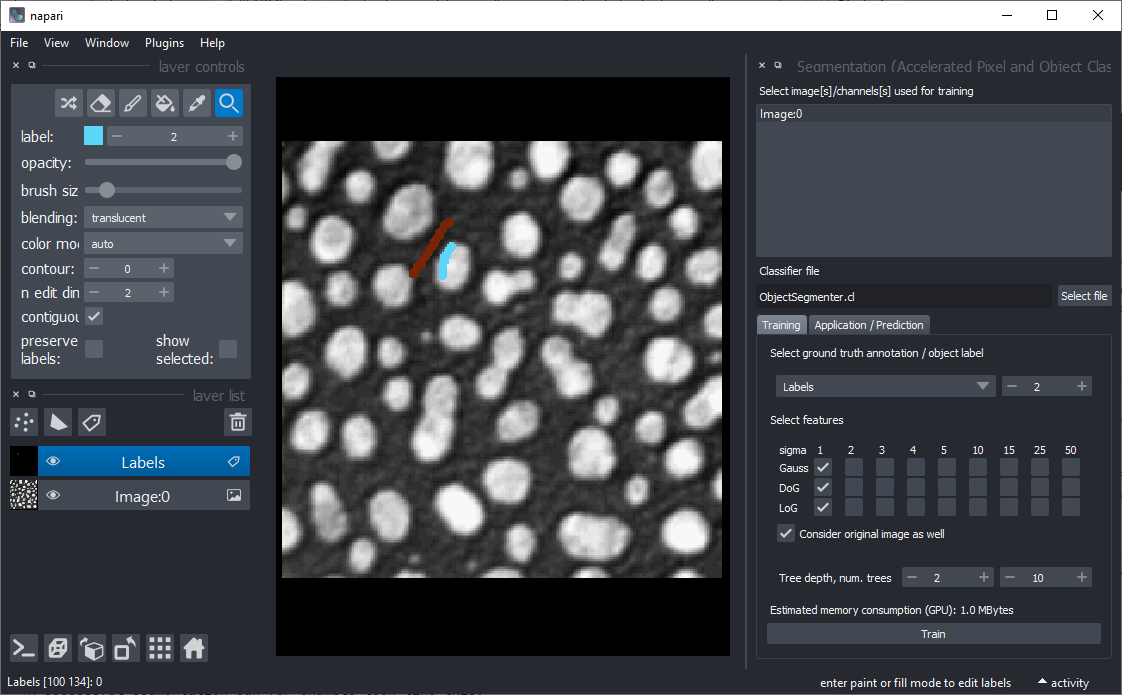 napari
File View Window Plugins Help
layer controls
label: 2
opacity:
brush siz
blending: translucent
color mo auto
contour: 0
n edit din 2
contiguou
preserve labels: show selected:
layer list
Labels
Image:0
Labels [100 134]: 0
Segmentation (Accelerated Pixel and Object Clas
Select image[s]/channels[s] used for training
Image:0
Classifier file
ObjectSegmenter.cl Select file
Training Application / Prediction
Select ground truth annotation / object label
Labels 2
Select features
sigma 1 2 3 4 5 10 15 25 50
Gauss
DoG
LoG
Consider original image as well
Tree depth, num. trees 2 10
Estimated memory consumption (GPU): 1.0 MBytes
Train
enter paint or fill mode to edit labels activity